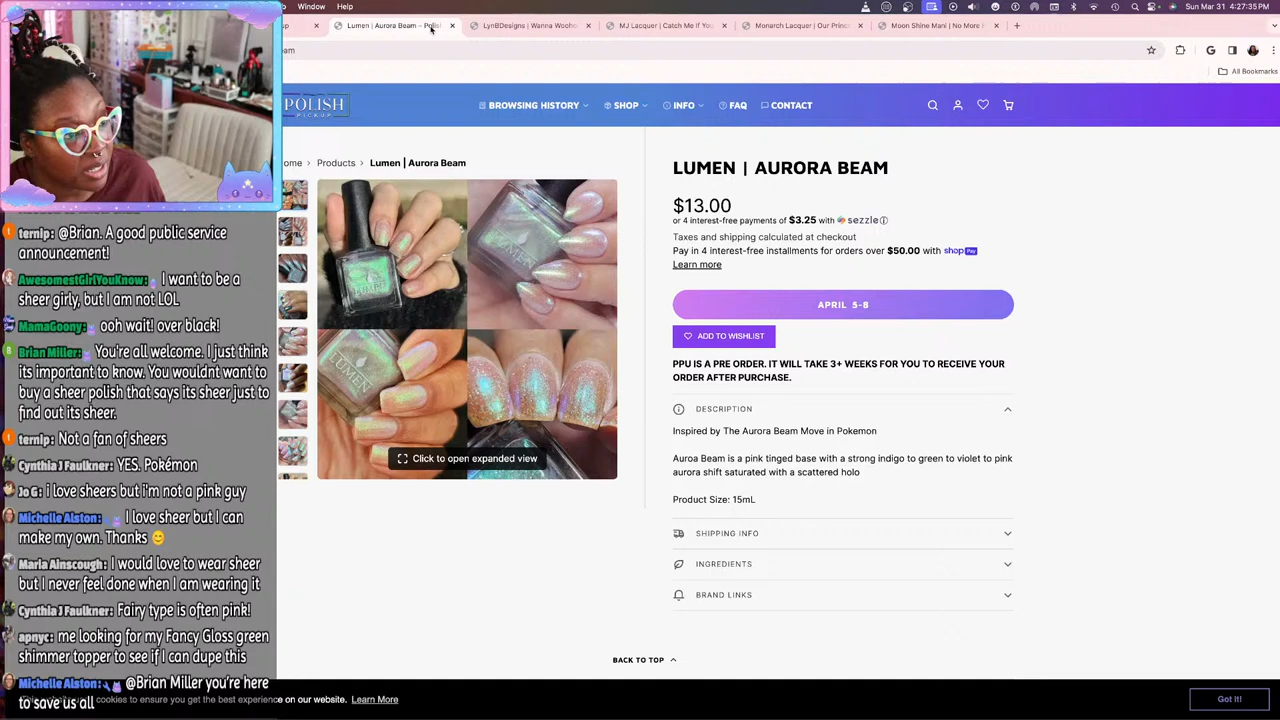 Window Help
Sun Mar 31 4:27:35 PM
Lumen | Aurora Beam – Polis
LynBDesigns | Wanna Wooho
MJ Lacquer | Catch Me If You
Monarch Lacquer | Our Princ
Moon Shine Mani | No More
eam
All Bookmarks
POLISH
PICKUP
BROWSING HISTORY
SHOP
INFO
FAQ
CONTACT
ome > Products > Lumen | Aurora Beam
LUMEN | AURORA BEAM
$13.00
or 4 interest-free payments of $3.25 with sezzle
Taxes and shipping calculated at checkout
Pay in 4 interest-free installments for orders over $50.00 with shop Pay
Learn more
APRIL 5-8
ADD TO WISHLIST
PPU IS A PRE ORDER. IT WILL TAKE 3+ WEEKS FOR YOU TO RECEIVE YOUR
ORDER AFTER PURCHASE.
DESCRIPTION
Inspired by The Aurora Beam Move in Pokemon
Auroa Beam is a pink tinged base with a strong indigo to green to violet to pink
aurora shift saturated with a scattered holo
Product Size: 15mL
SHIPPING INFO
INGREDIENTS
BRAND LINKS
LUMEN
Click to open expanded view
BACK TO TOP
cookies to ensure you get the best experience on our website. Learn More
Got It!
ternip: @Brian. A good public service
announcement!
AwesomestGirlYouKnow: I want to be a
sheer girly, but I am not LOL
MamaGoony: ooh wait! over black!
Brian Miller: You're all welcome. I just think
its important to know. You wouldnt want to
buy a sheer polish that says its sheer just to
find out its sheer.
ternip: Not a fan of sheers
Cynthia J Faulkner: YES. Pokémon
Jo G: i love sheers but i'm not a pink guy
Michelle Alston: I love sheer but I can
make my own. Thanks 😊
Maria Ainscough: I would love to wear sheer
but I never feel done when I am wearing it
Cynthia J Faulkner: Fairy type is often pink!
apnyc: me looking for my Fancy Gloss green
shimmer topper to see if I can dupe this
Michelle Alston: @Brian Miller you're here
to save us all